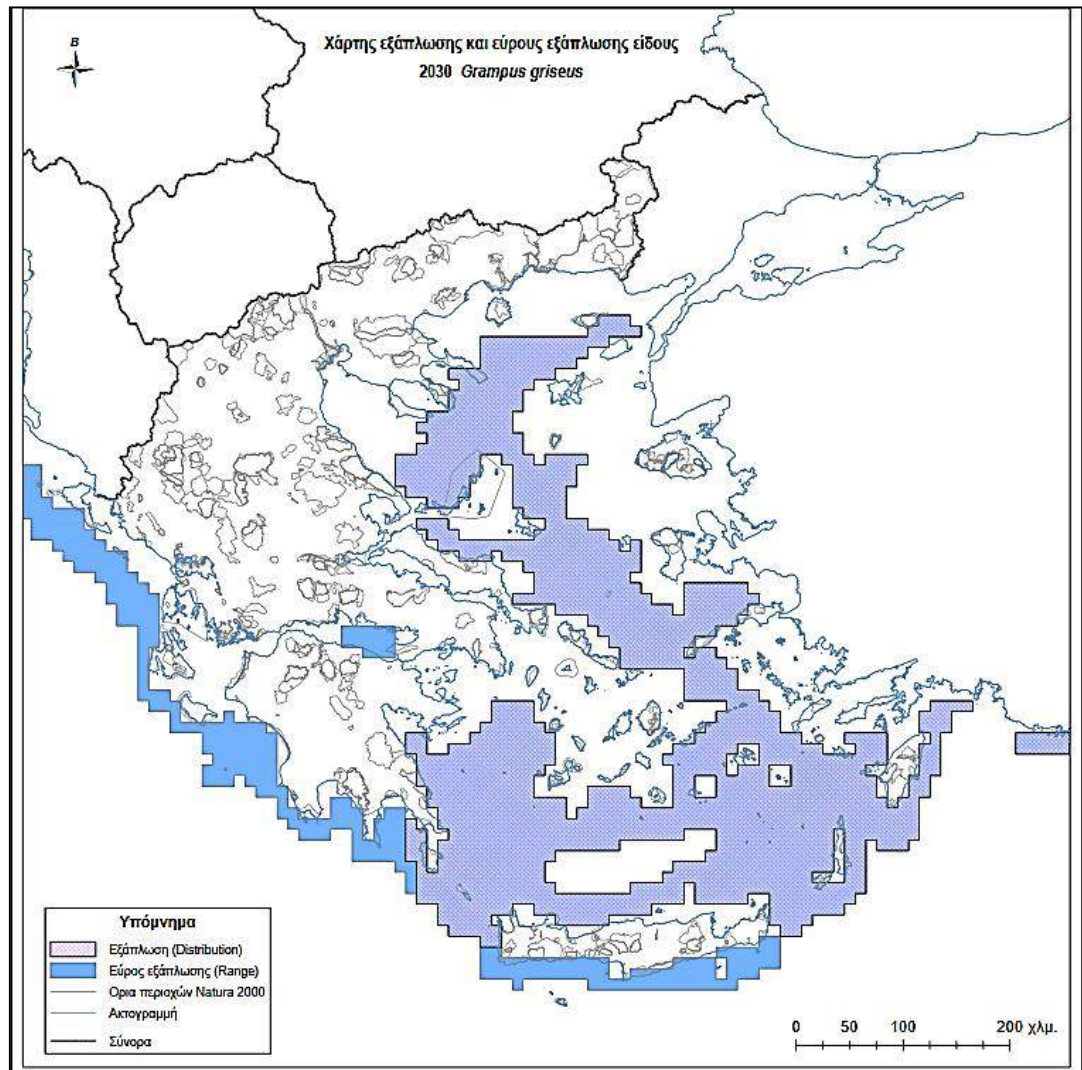 Χάρτης εξάπλωσης και εύρους εξάπλωσης είδους
2030 Grampus griseus
B
Υπόμνημα
Εξάπλωση (Distribution)
Εύρος εξάπλωσης (Range)
Ορια περιοχών Natura 2000
Ακτογραμμή
Σύνορα
0 50 100 200 χλμ.